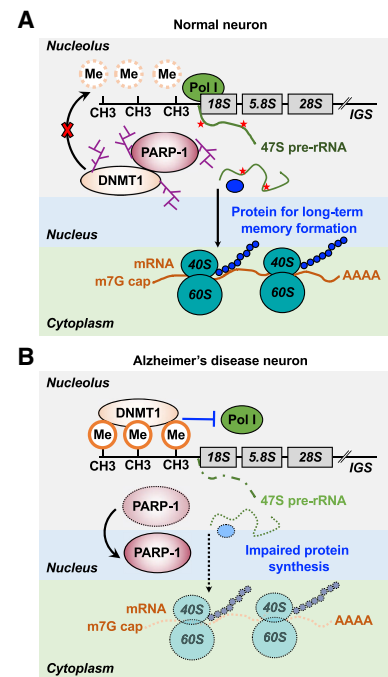 A
Normal neuron
Nucleolus
Me Me Me
Pol I
CH3 CH3 CH3
18S 5.8S 28S
IGS
47S pre-rRNA
PARP-1
DNMT1
Protein for long-term
memory formation
Nucleus
mRNA
40S 40S
m7G cap
AAAA
60S 60S
Cytoplasm
B
Alzheimer's disease neuron
Nucleolus
DNMT1
Pol I
Me Me Me
CH3 CH3 CH3
18S 5.8S 28S
IGS
47S pre-rRNA
PARP-1
PARP-1
Impaired protein
synthesis
Nucleus
mRNA
40S 40S
m7G cap
AAAA
60S 60S
Cytoplasm